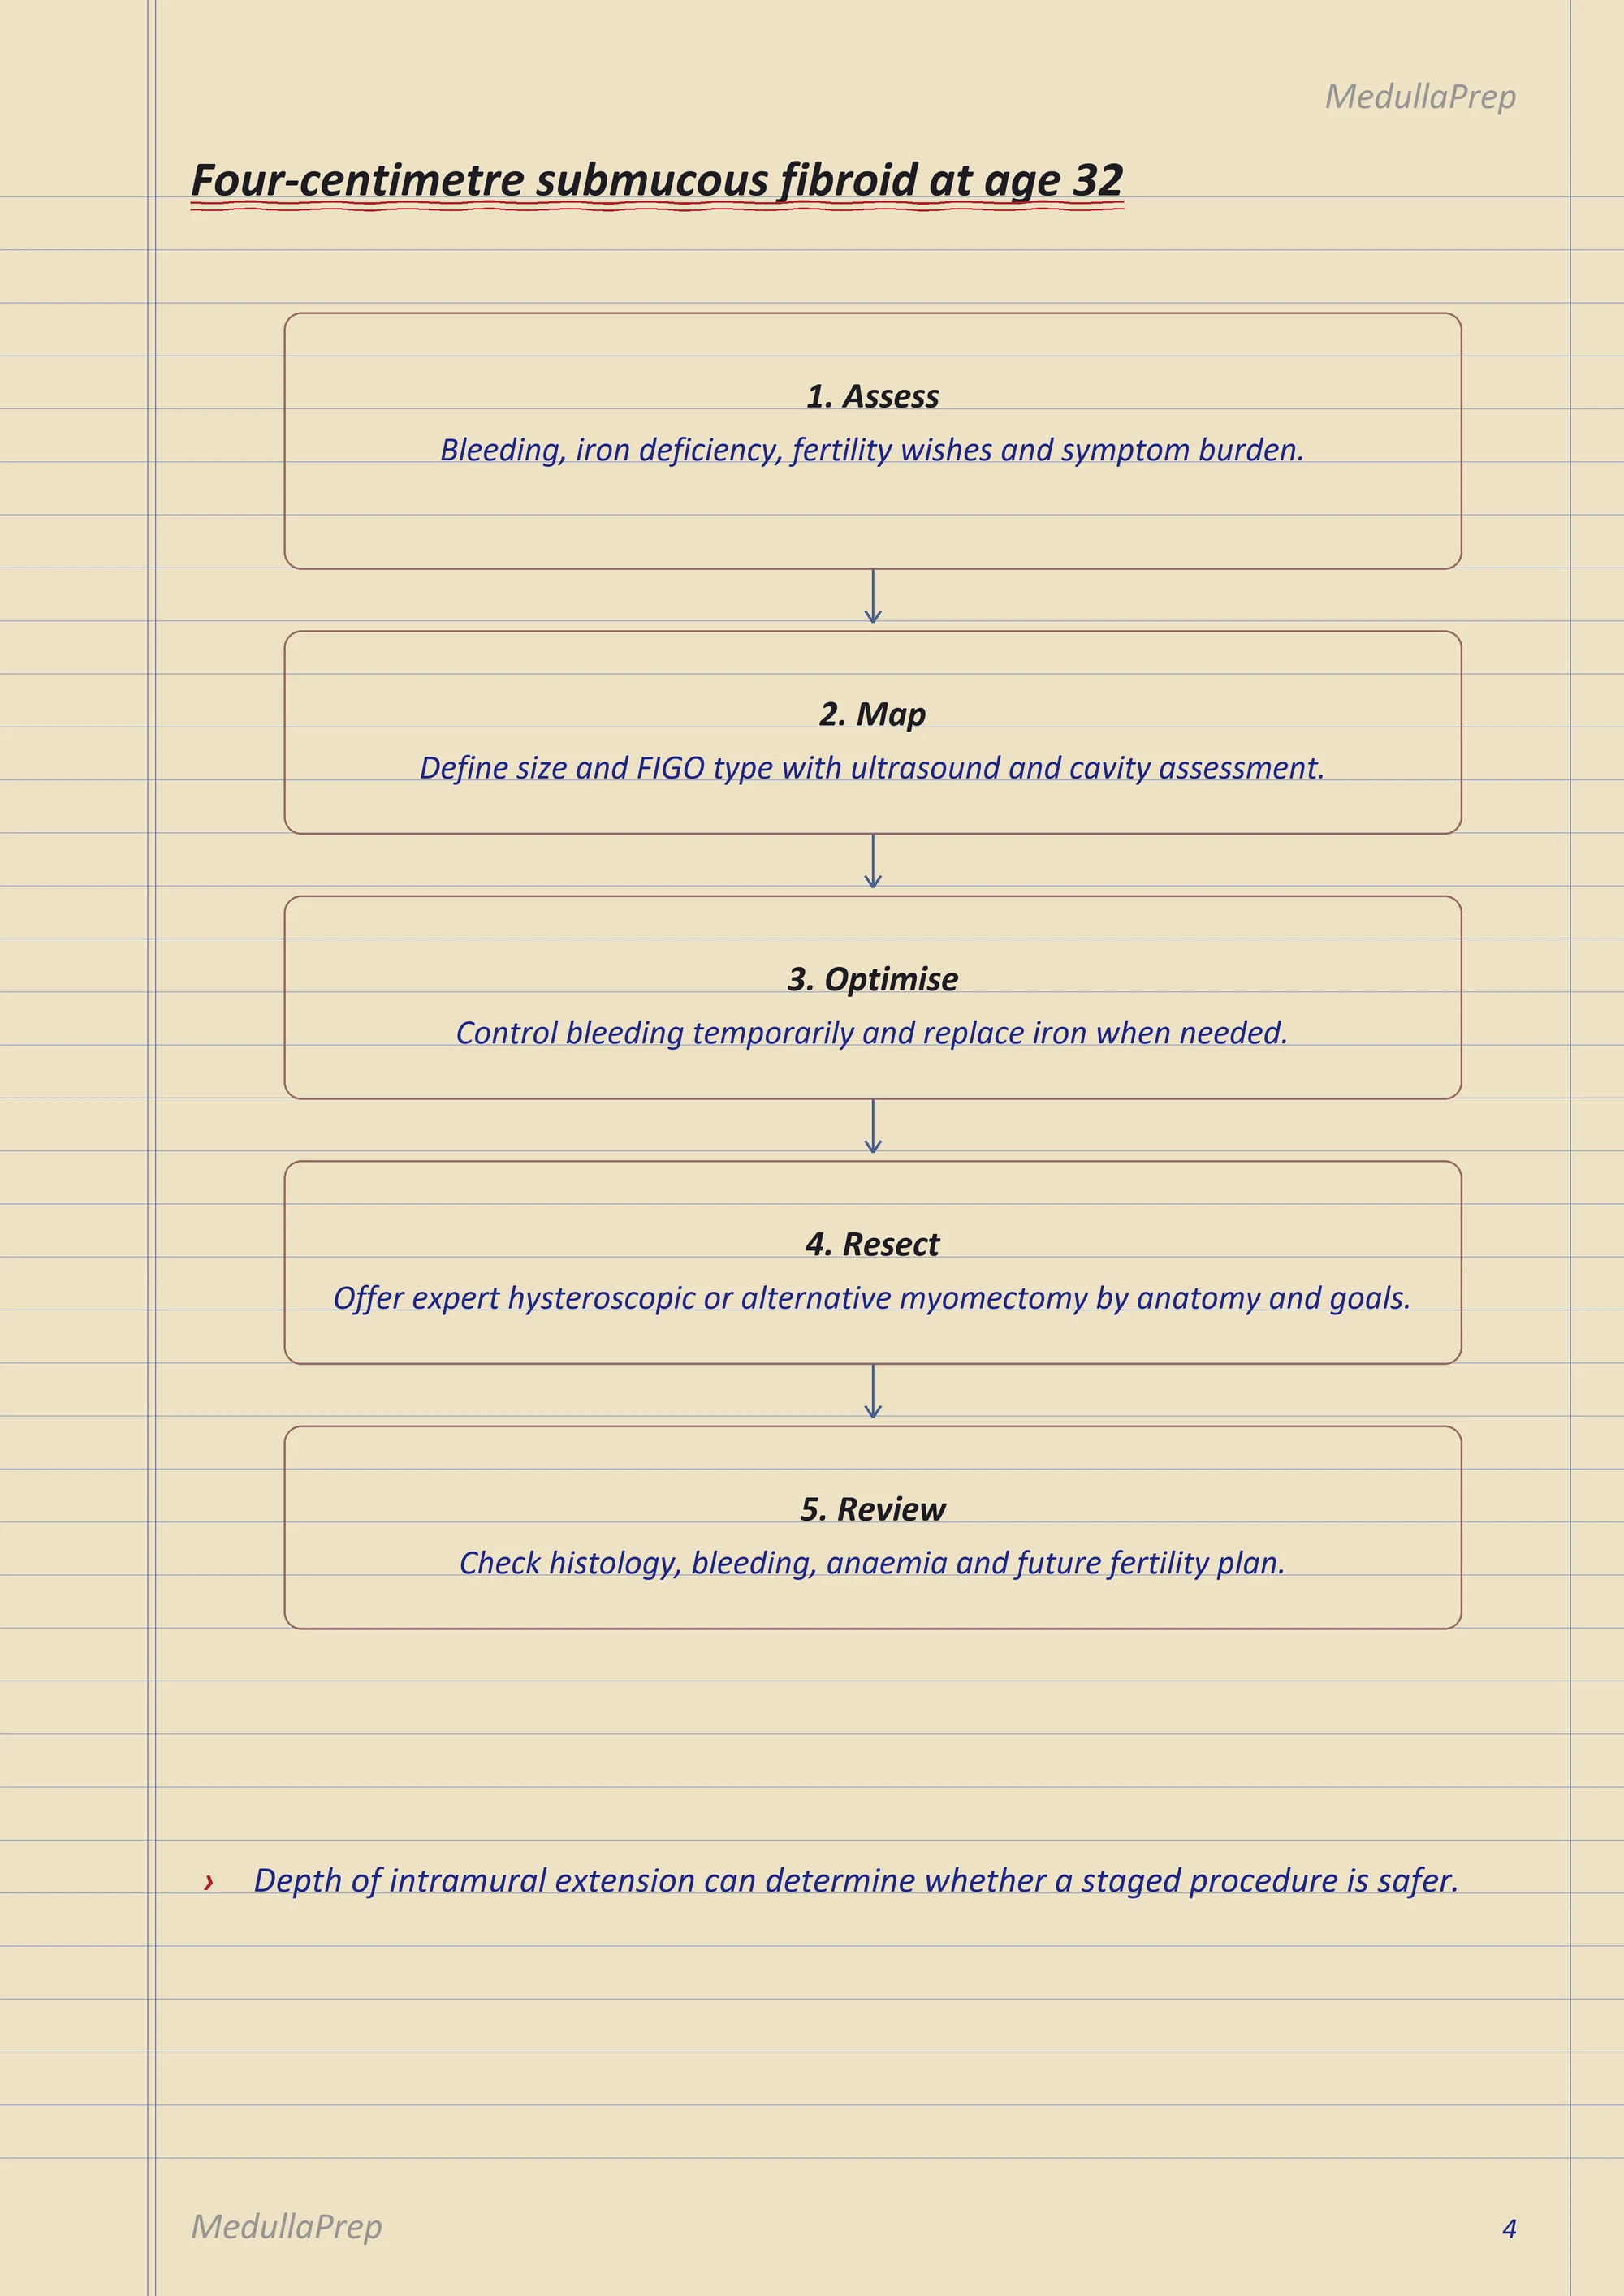 MedullaPrep
Four-centimetre submucous fibroid at age 32
1. Assess
Bleeding, iron deficiency, fertility wishes and symptom burden.
2. Map
Define size and FIGO type with ultrasound and cavity assessment.
3. Optimise
Control bleeding temporarily and replace iron when needed.
4. Resect
Offer expert hysteroscopic or alternative myomectomy by anatomy and goals.
5. Review
Check histology, bleeding, anaemia and future fertility plan.
› Depth of intramural extension can determine whether a staged procedure is safer.
MedullaPrep
4